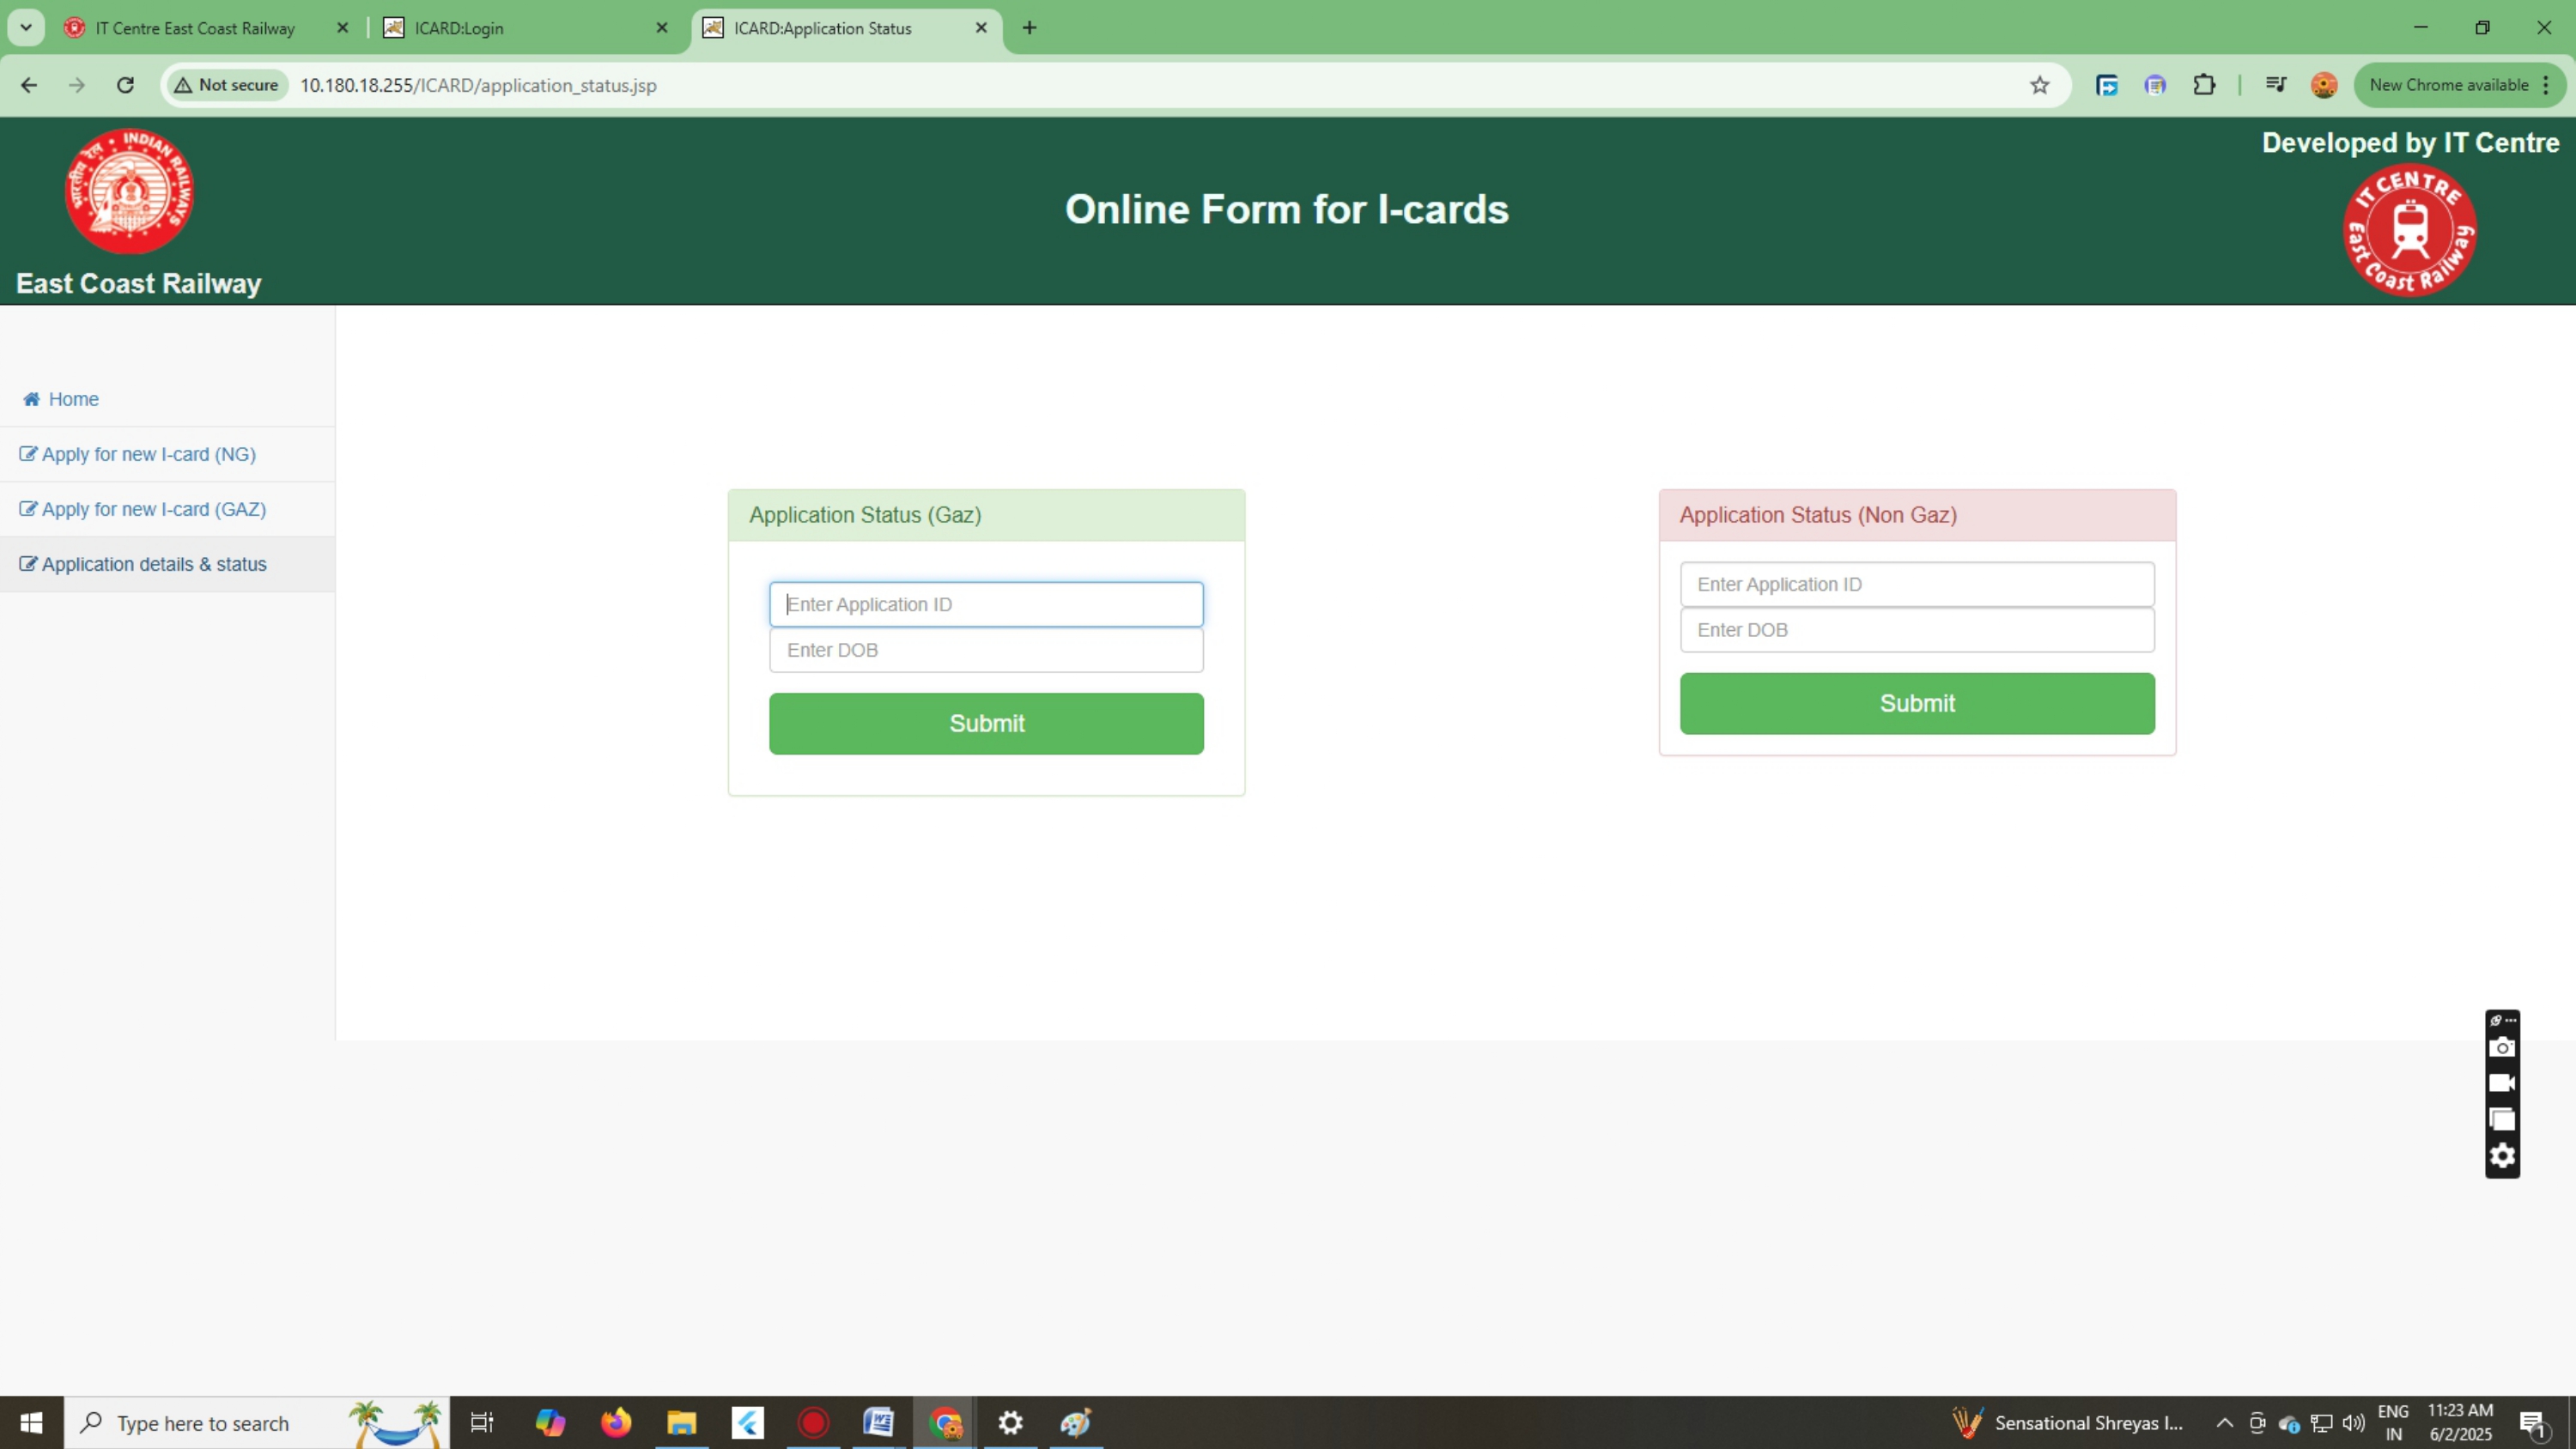 IT Centre East Coast Railway
ICARD:Login
ICARD:Application Status
Not secure
10.180.18.255/ICARD/application_status.jsp
New Chrome available
भारतीय रेल
INDIAN RAILWAYS
East Coast Railway
Online Form for I-cards
Developed by IT Centre
IT CENTRE
East Coast Railway
Home
Apply for new I-card (NG)
Apply for new I-card (GAZ)
Application details & status
Application Status (Gaz)
Enter Application ID
Enter DOB
Submit
Application Status (Non Gaz)
Enter Application ID
Enter DOB
Submit
Type here to search
Sensational Shreyas I...
ENG
IN
11:23 AM
6/2/2025
1